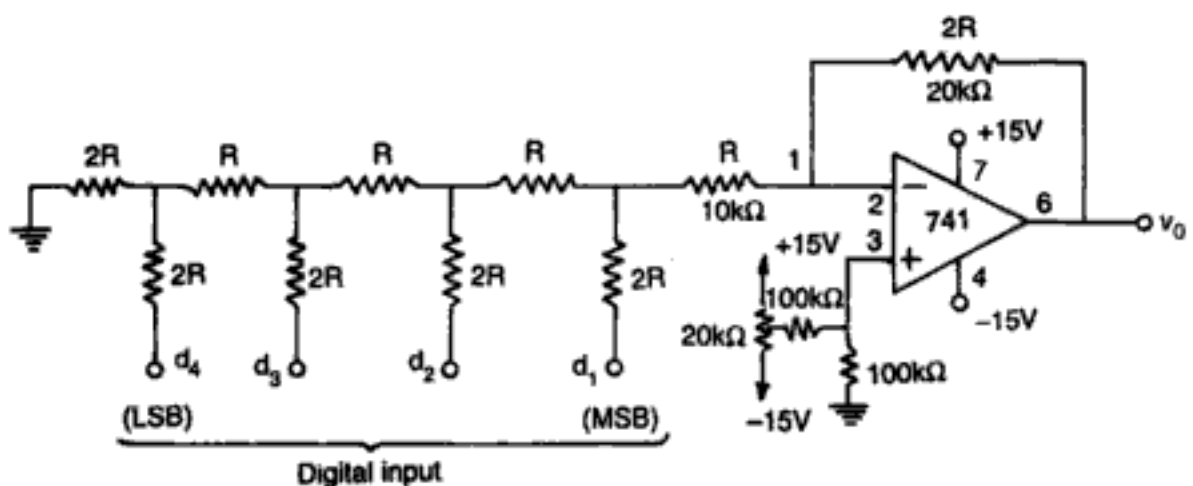 2R
20kΩ
+15V
2R R R R R 1 7
10kΩ 2 − 741 6 v0
3 +
+15V 4
2R 2R 2R 2R 100kΩ −15V
20kΩ
100kΩ
d4 d3 d2 d1
−15V
(LSB) (MSB)
Digital input